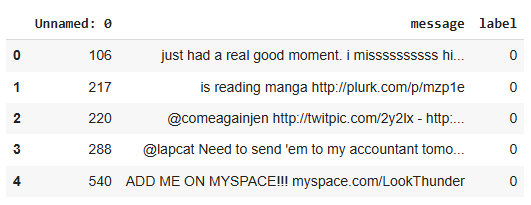 Unnamed: 0 message label
0 106 just had a real good moment. i missssssssss hi... 0
1 217 is reading manga http://plurk.com/p/mzp1e 0
2 220 @comeagainjen http://twitpic.com/2y2lx - http:... 0
3 288 @lapcat Need to send 'em to my accountant tomo... 0
4 540 ADD ME ON MYSPACE!!! myspace.com/LookThunder 0